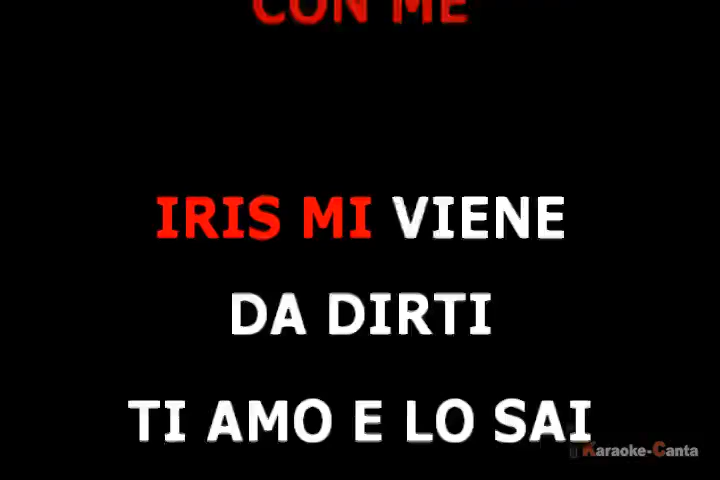 CON ME
IRIS MI VIENE
DA DIRTI
TI AMO E LO SAI
Karaoke-Canta